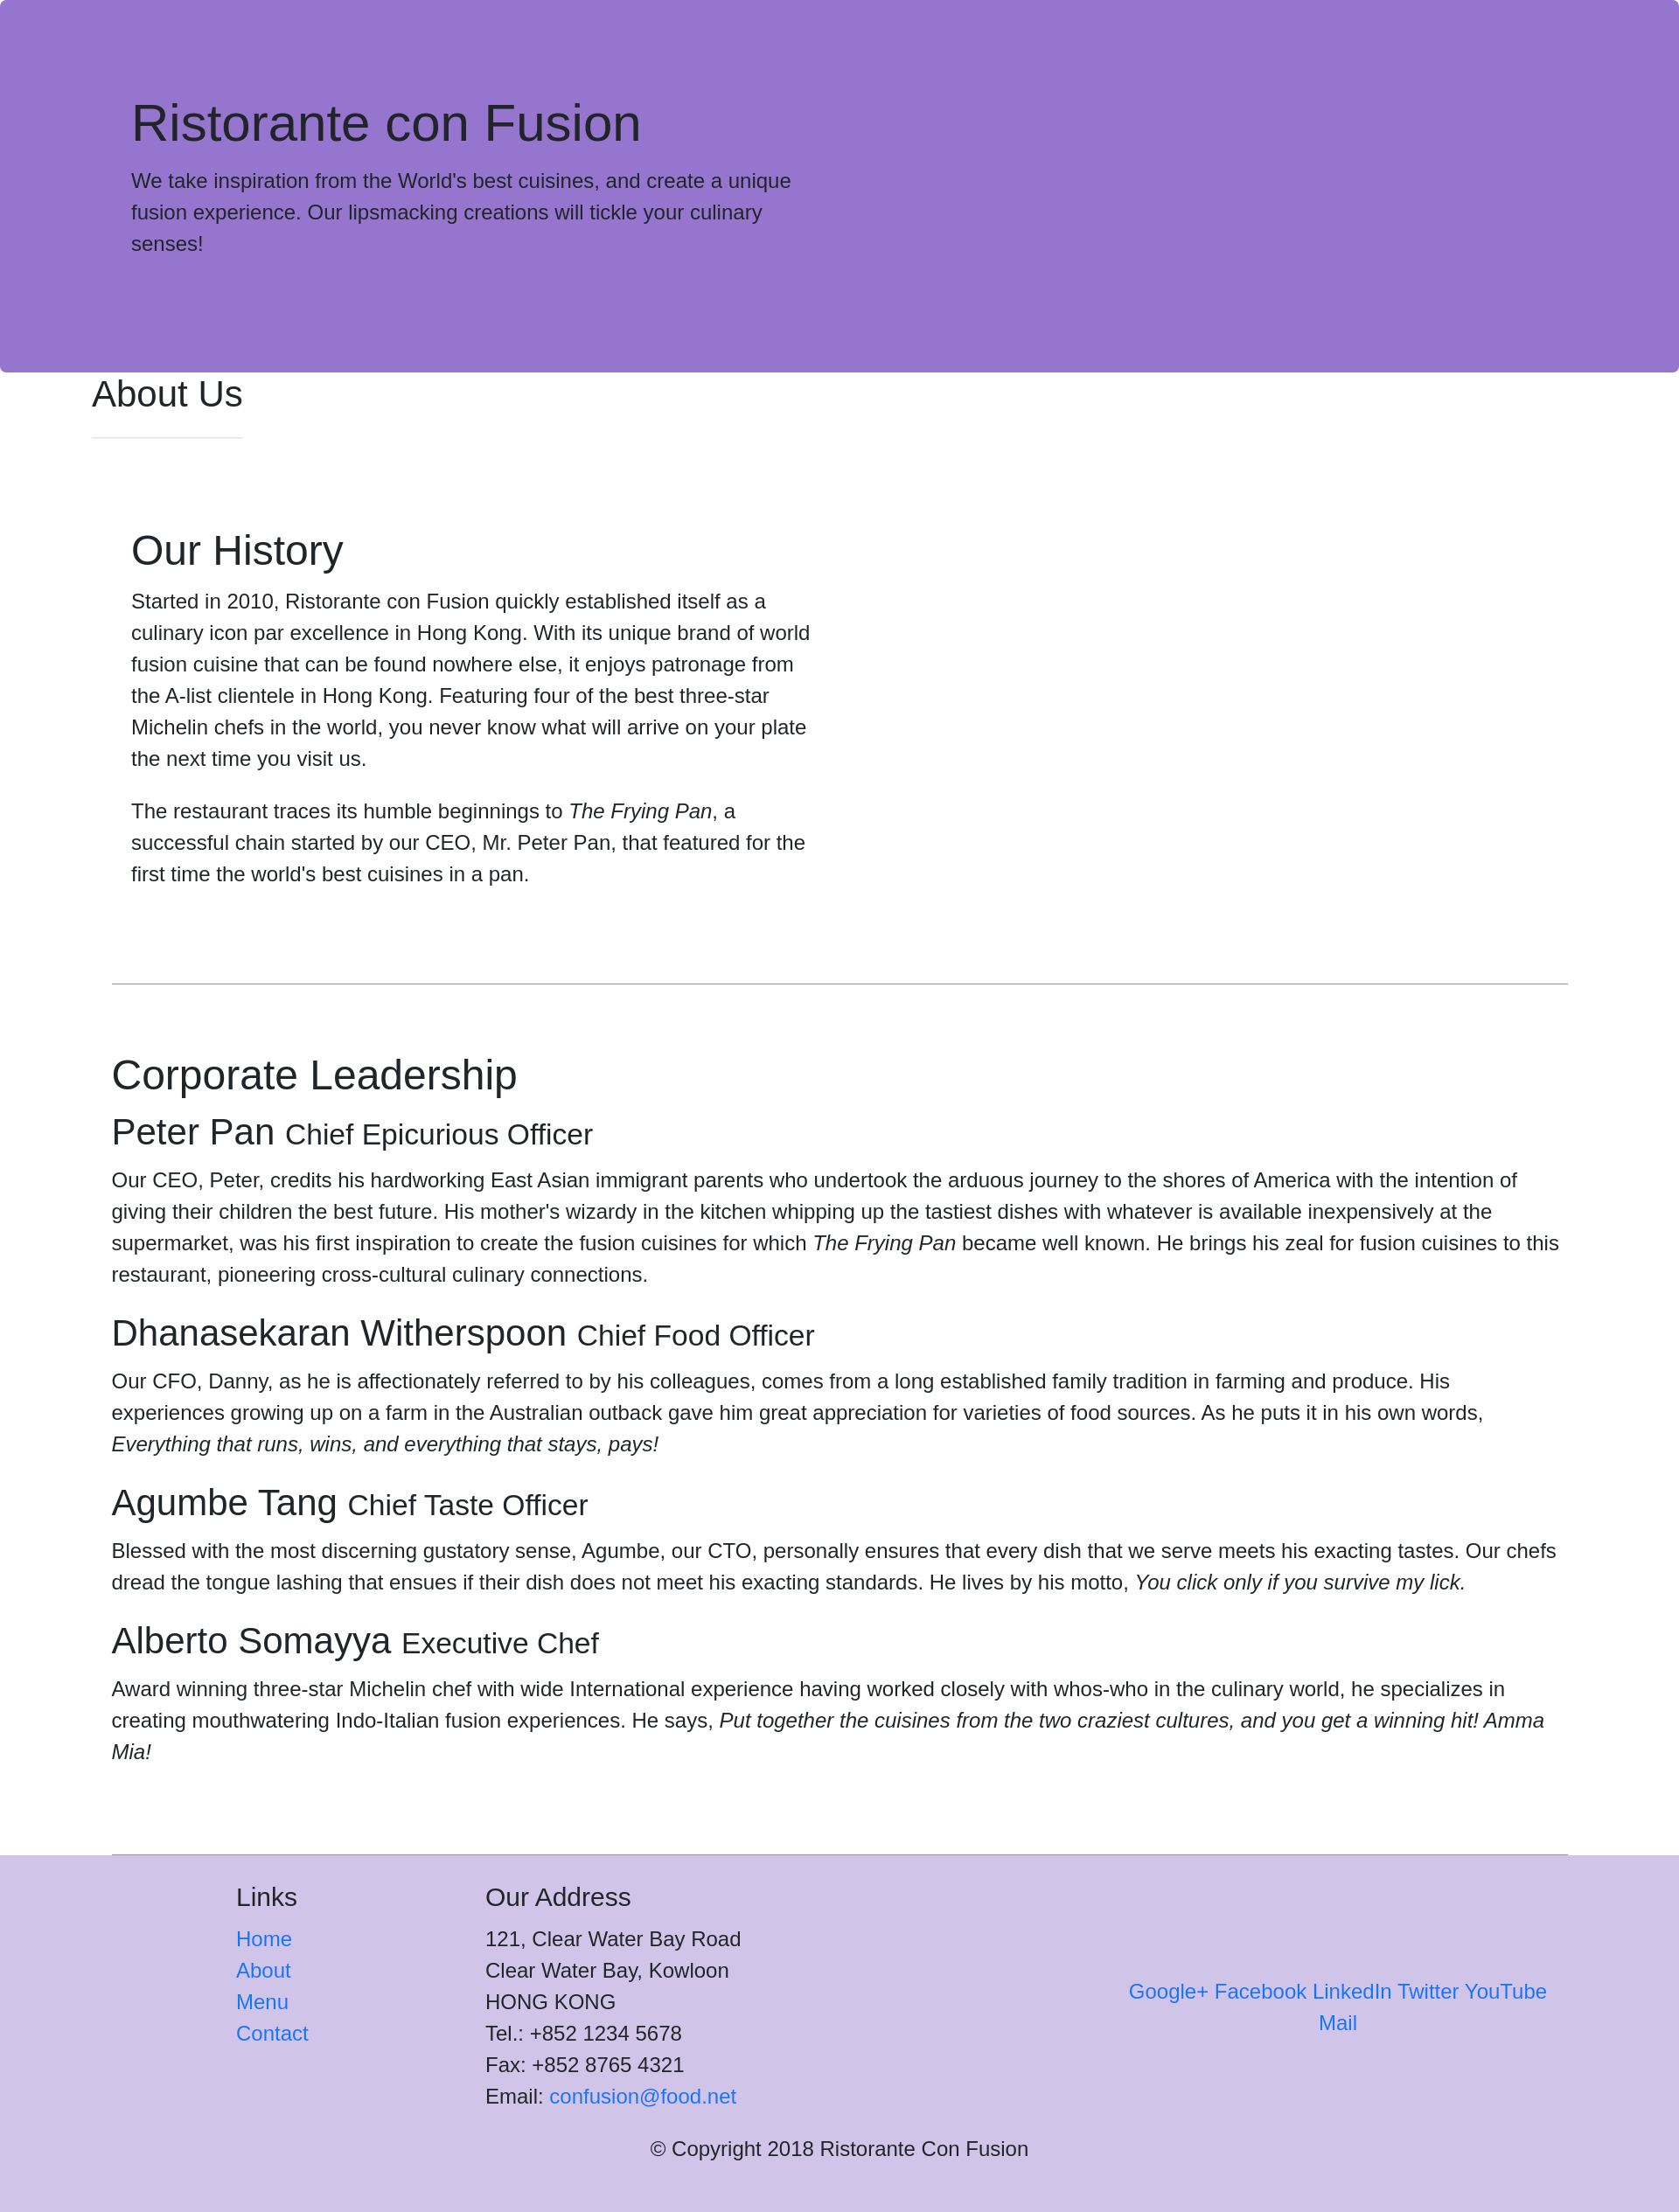 Ristorante con Fusion
We take inspiration from the World's best cuisines, and create a unique
fusion experience. Our lipsmacking creations will tickle your culinary
senses!
About Us
Our History
Started in 2010, Ristorante con Fusion quickly established itself as a
culinary icon par excellence in Hong Kong. With its unique brand of world
fusion cuisine that can be found nowhere else, it enjoys patronage from
the A-list clientele in Hong Kong. Featuring four of the best three-star
Michelin chefs in the world, you never know what will arrive on your plate
the next time you visit us.
The restaurant traces its humble beginnings to The Frying Pan, a
successful chain started by our CEO, Mr. Peter Pan, that featured for the
first time the world's best cuisines in a pan.
Corporate Leadership
Peter Pan Chief Epicurious Officer
Our CEO, Peter, credits his hardworking East Asian immigrant parents who undertook the arduous journey to the shores of America with the intention of
giving their children the best future. His mother's wizardy in the kitchen whipping up the tastiest dishes with whatever is available inexpensively at the
supermarket, was his first inspiration to create the fusion cuisines for which The Frying Pan became well known. He brings his zeal for fusion cuisines to this
restaurant, pioneering cross-cultural culinary connections.
Dhanasekaran Witherspoon Chief Food Officer
Our CFO, Danny, as he is affectionately referred to by his colleagues, comes from a long established family tradition in farming and produce. His
experiences growing up on a farm in the Australian outback gave him great appreciation for varieties of food sources. As he puts it in his own words,
Everything that runs, wins, and everything that stays, pays!
Agumbe Tang Chief Taste Officer
Blessed with the most discerning gustatory sense, Agumbe, our CTO, personally ensures that every dish that we serve meets his exacting tastes. Our chefs
dread the tongue lashing that ensues if their dish does not meet his exacting standards. He lives by his motto, You click only if you survive my lick.
Alberto Somayya Executive Chef
Award winning three-star Michelin chef with wide International experience having worked closely with whos-who in the culinary world, he specializes in
creating mouthwatering Indo-Italian fusion experiences. He says, Put together the cuisines from the two craziest cultures, and you get a winning hit! Amma
Mia!
Links
Home
About
Menu
Contact
Our Address
121, Clear Water Bay Road
Clear Water Bay, Kowloon
HONG KONG
Tel.: +852 1234 5678
Fax: +852 8765 4321
Email: confusion@food.net
Google+ Facebook LinkedIn Twitter YouTube
Mail
© Copyright 2018 Ristorante Con Fusion